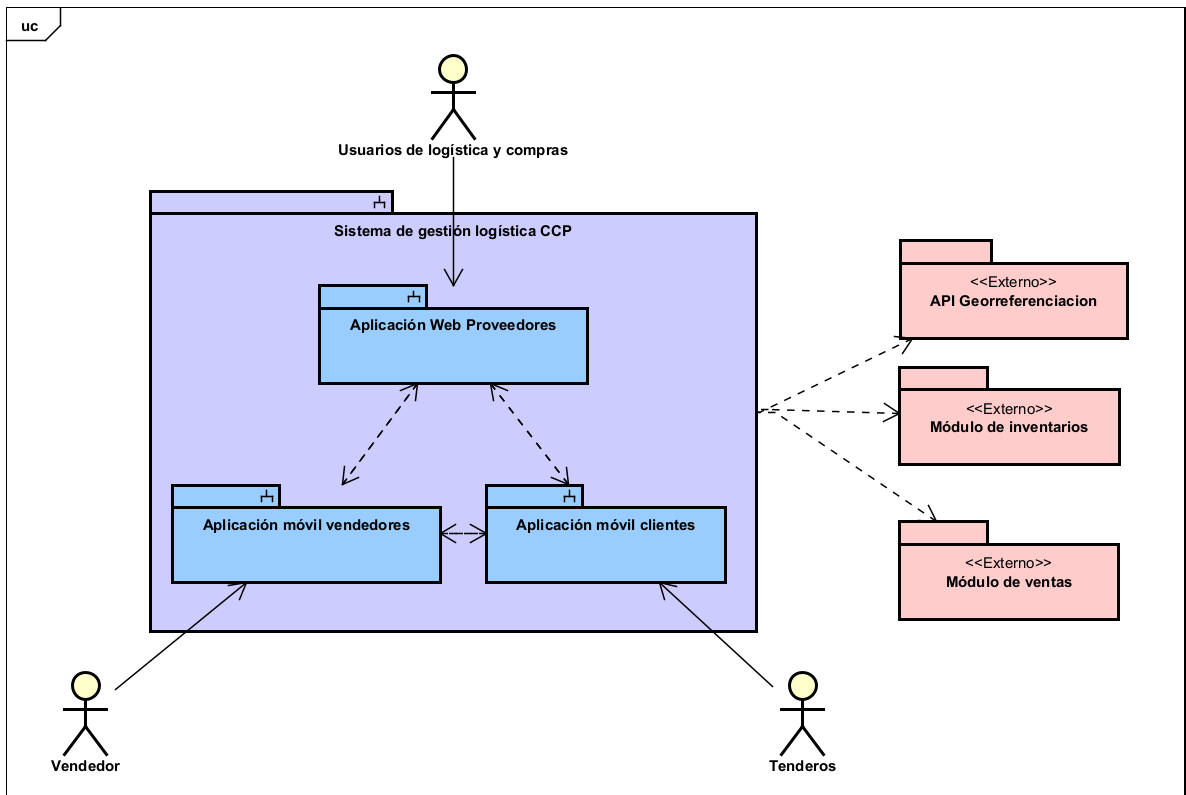 uc
Usuarios de logística y compras
Sistema de gestión logística CCP
Aplicación Web Proveedores
<<Externo>>
API Georreferenciacion
<<Externo>>
Módulo de inventarios
Aplicación móvil vendedores
Aplicación móvil clientes
<<Externo>>
Módulo de ventas
Vendedor
Tenderos